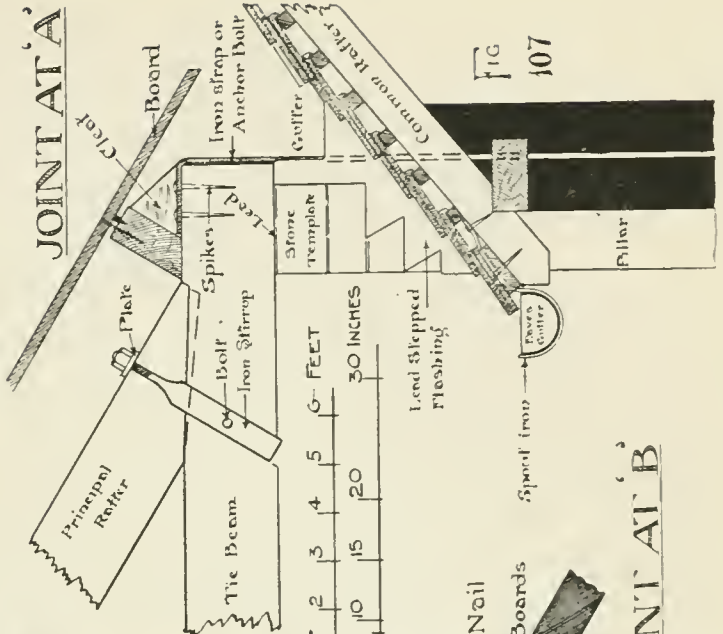 JOINT AT 'A'
Cleat
Board
Iron strap or
Anchor Bolt
Gutter
Common Rafter
FIG
107
Plate
Spikes
Lead
Stone
Template
Principal
Rafter
Bolt
Iron Stirrup
Tie Beam
2 3 4 5 6 FEET
10 15 20 30 INCHES
Lead Stepped
Flashing
Pillar
Eaves
Gutter
Spout iron
Nail
Boards
NT AT 'B'